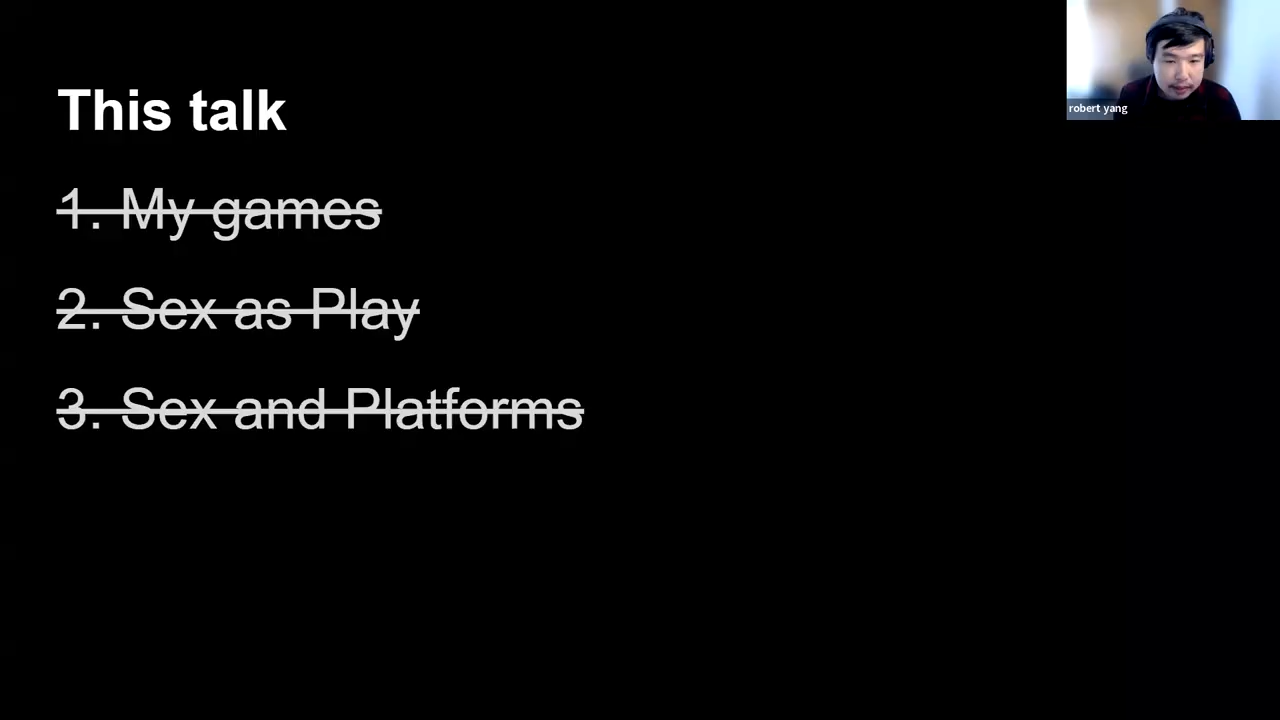 robert yang
This talk
1. My games
2. Sex as Play
3. Sex and Platforms